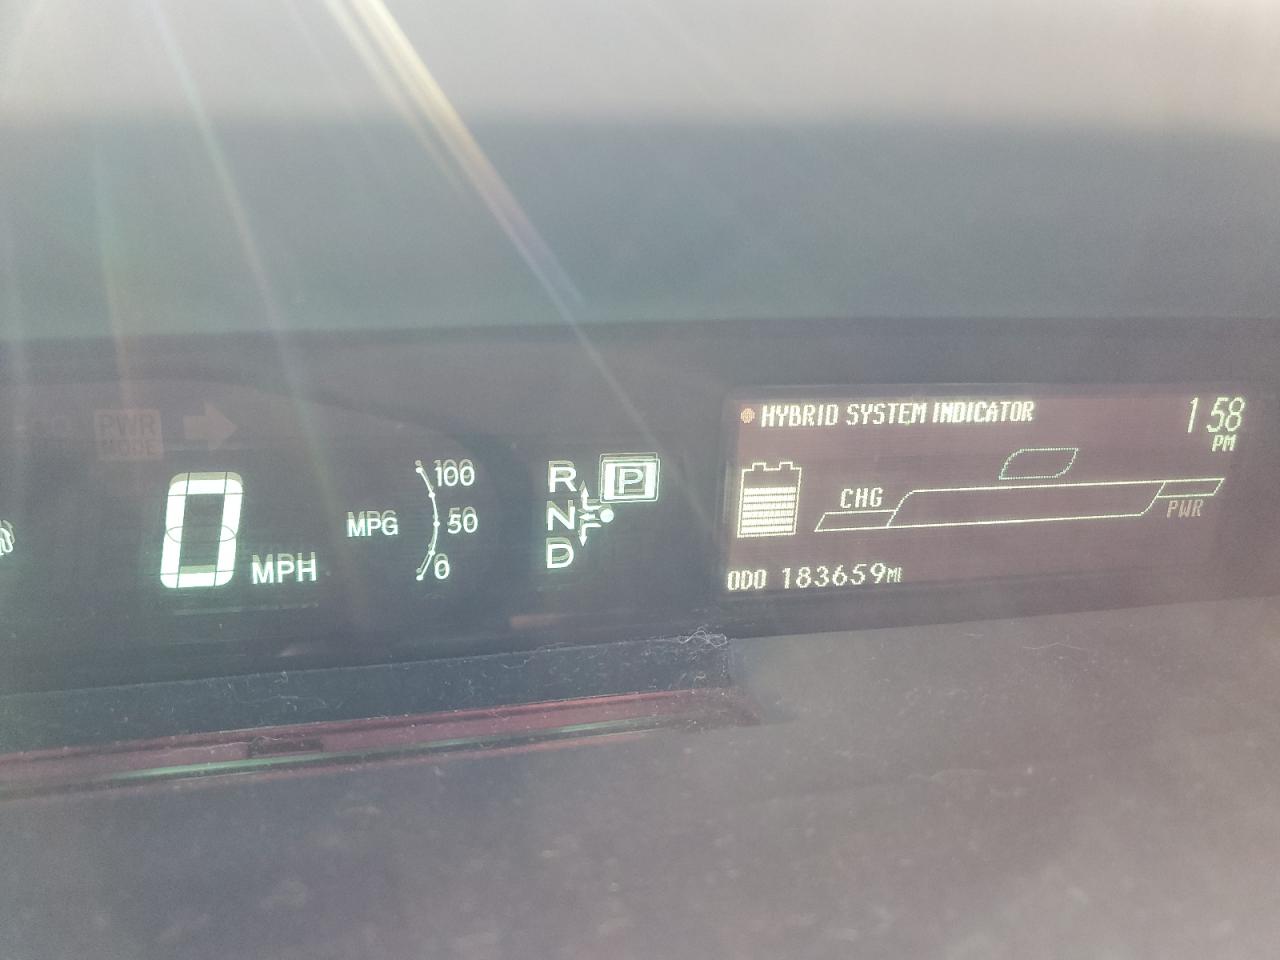 HYBRID SYSTEM INDICATOR 1 58
PM
PWR
MODE
0 MPH
MPG
100
50
0
R P
N
D
CHG
PWR
ODO 183659MI